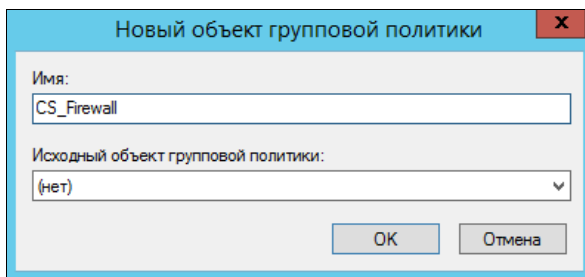 Новый объект групповой политики
x
Имя:
CS_Firewall
Исходный объект групповой политики:
(нет)
OK
Отмена